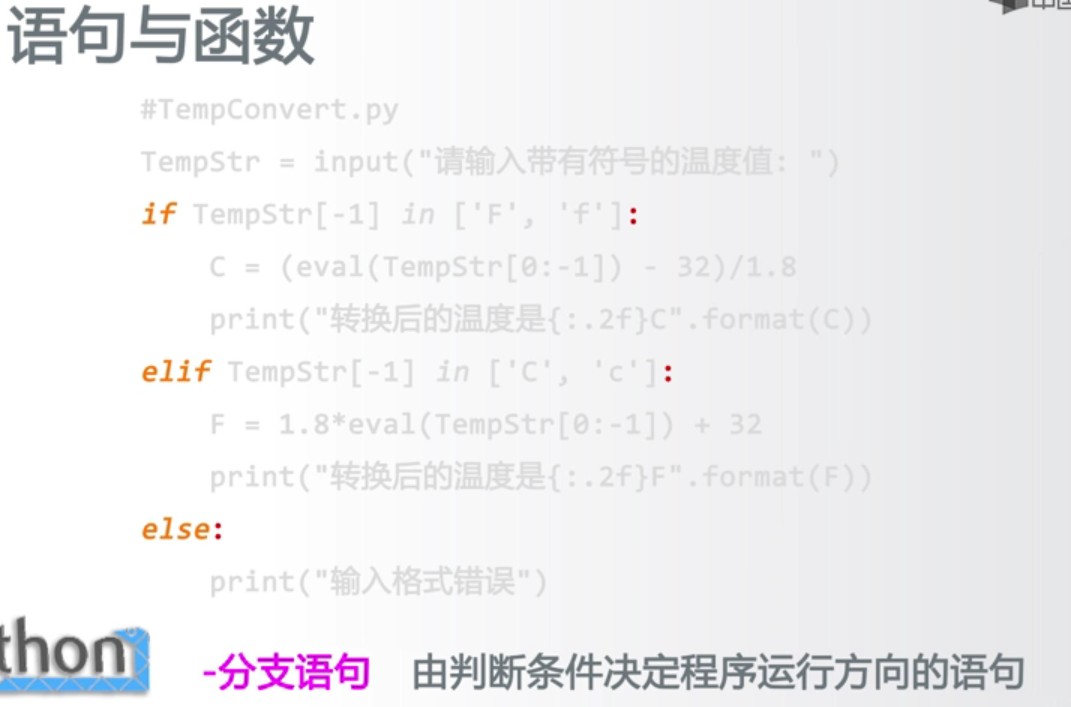 语句与函数
#TempConvert.py
TempStr = input("请输入带有符号的温度值: ")
if TempStr[-1] in ['F', 'f']:
    C = (eval(TempStr[0:-1]) - 32)/1.8
    print("转换后的温度是{:.2f}C".format(C))
elif TempStr[-1] in ['C', 'c']:
    F = 1.8*eval(TempStr[0:-1]) + 32
    print("转换后的温度是{:.2f}F".format(F))
else:
    print("输入格式错误")
thon
-分支语句 由判断条件决定程序运行方向的语句